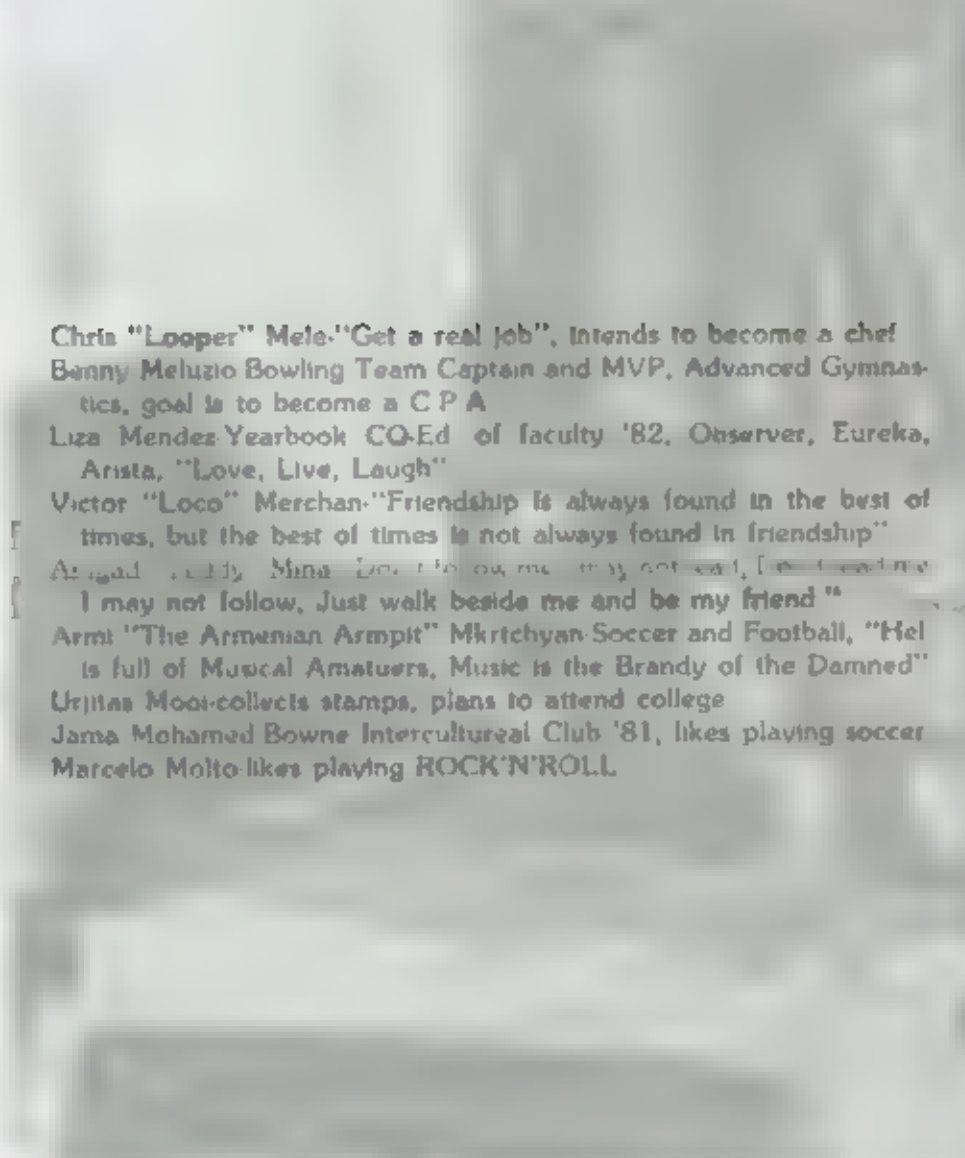 Chris "Looper" Mele-"Get a real job", intends to become a chef
Benny Meluzio Bowling Team Captain and MVP, Advanced Gymnas-
tics, goal is to become a C P A
Liza Mendez-Yearbook CO-Ed of faculty '82, Observer, Eureka,
Arista, "Love, Live, Laugh"
Victor "Loco" Merchan-"Friendship is always found in the best of
times, but the best of times is not always found in friendship"
Mina
I may not follow, Just walk beside me and be my friend "
Armi "The Armenian Armpit" Mkrtchyan-Soccer and Football, "Hel
is full of Musical Amatuers, Music is the Brandy of the Damned"
collects stamps, plans to attend college
Jama Mohamed Bowne Intercultureal Club '81, likes playing soccer
Marcelo Molto-likes playing ROCK'N'ROLL